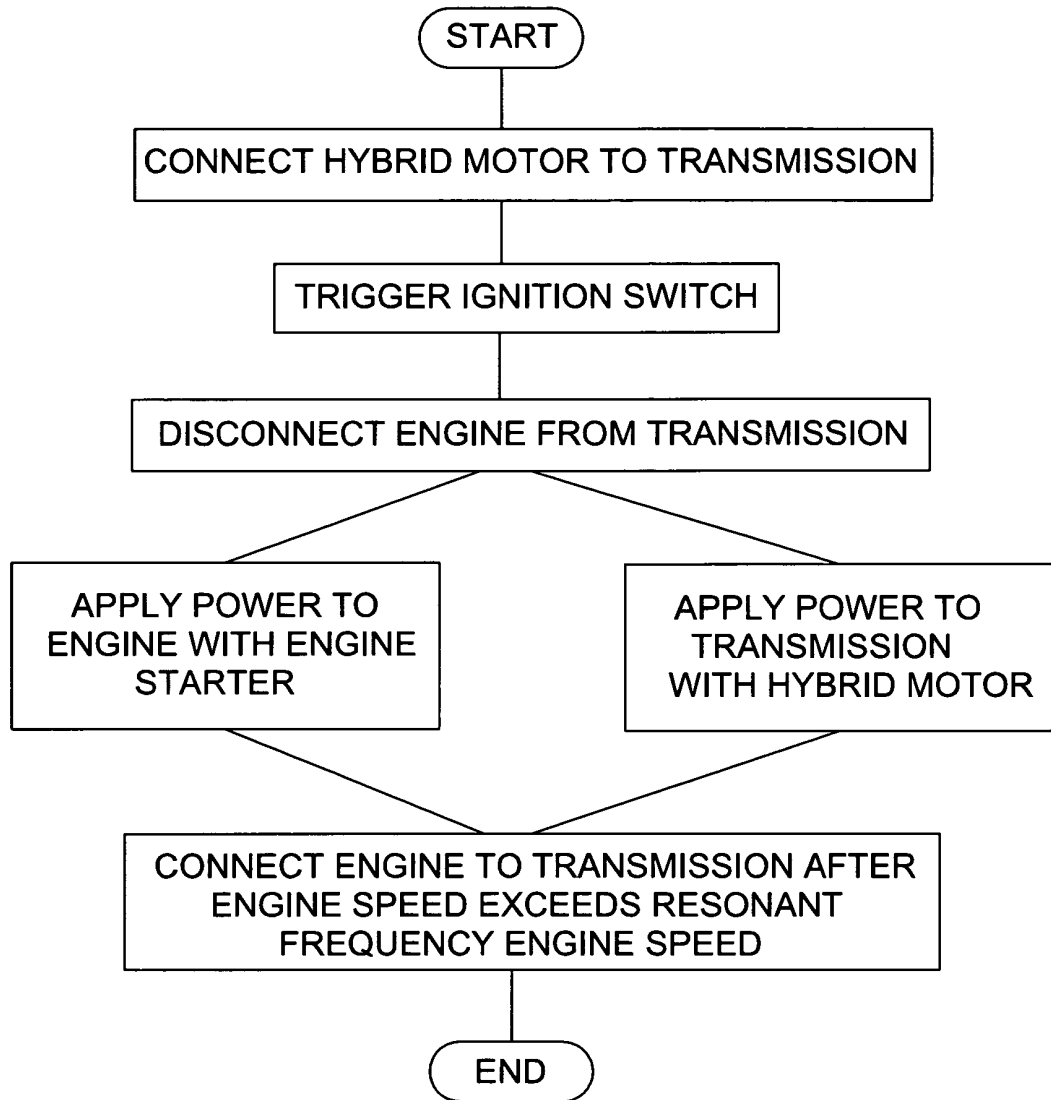 START
CONNECT HYBRID MOTOR TO TRANSMISSION
TRIGGER IGNITION SWITCH
DISCONNECT ENGINE FROM TRANSMISSION
APPLY POWER TO
ENGINE WITH ENGINE
STARTER
APPLY POWER TO
TRANSMISSION
WITH HYBRID MOTOR
CONNECT ENGINE TO TRANSMISSION AFTER
ENGINE SPEED EXCEEDS RESONANT
FREQUENCY ENGINE SPEED
END